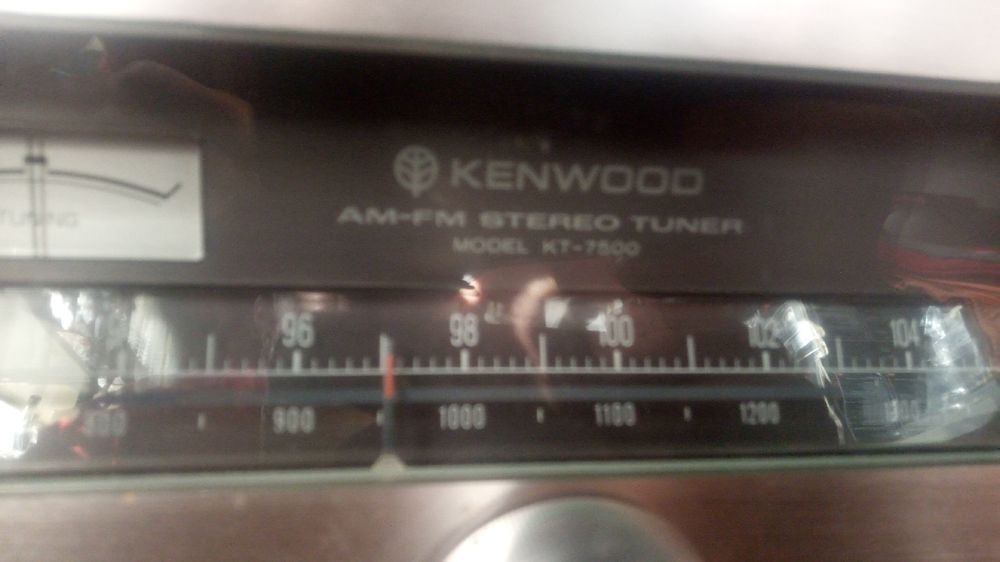 KENWOOD
AM-FM STEREO TUNER
MODEL KT-7500
TUNING
96 98 100 102 104
900 1000 1100 1200